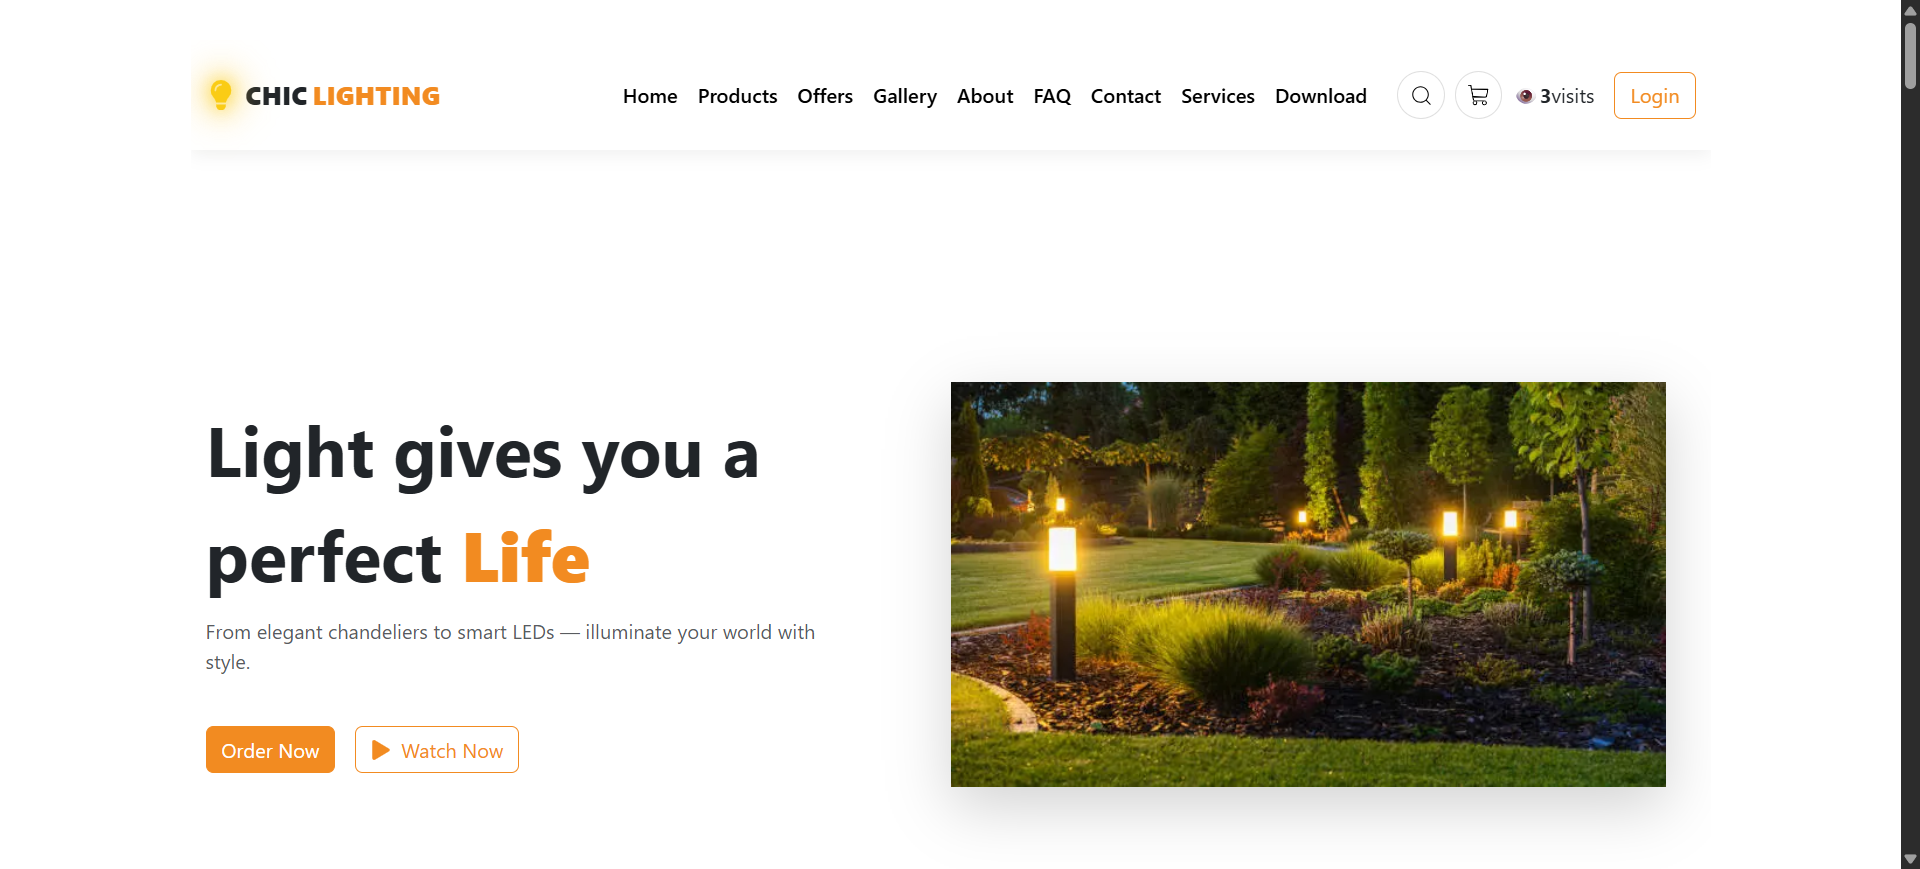 CHIC LIGHTING
Home Products Offers Gallery About FAQ Contact Services Download 3visits Login
Light gives you a
perfect Life
From elegant chandeliers to smart LEDs — illuminate your world with
style.
Order Now Watch Now